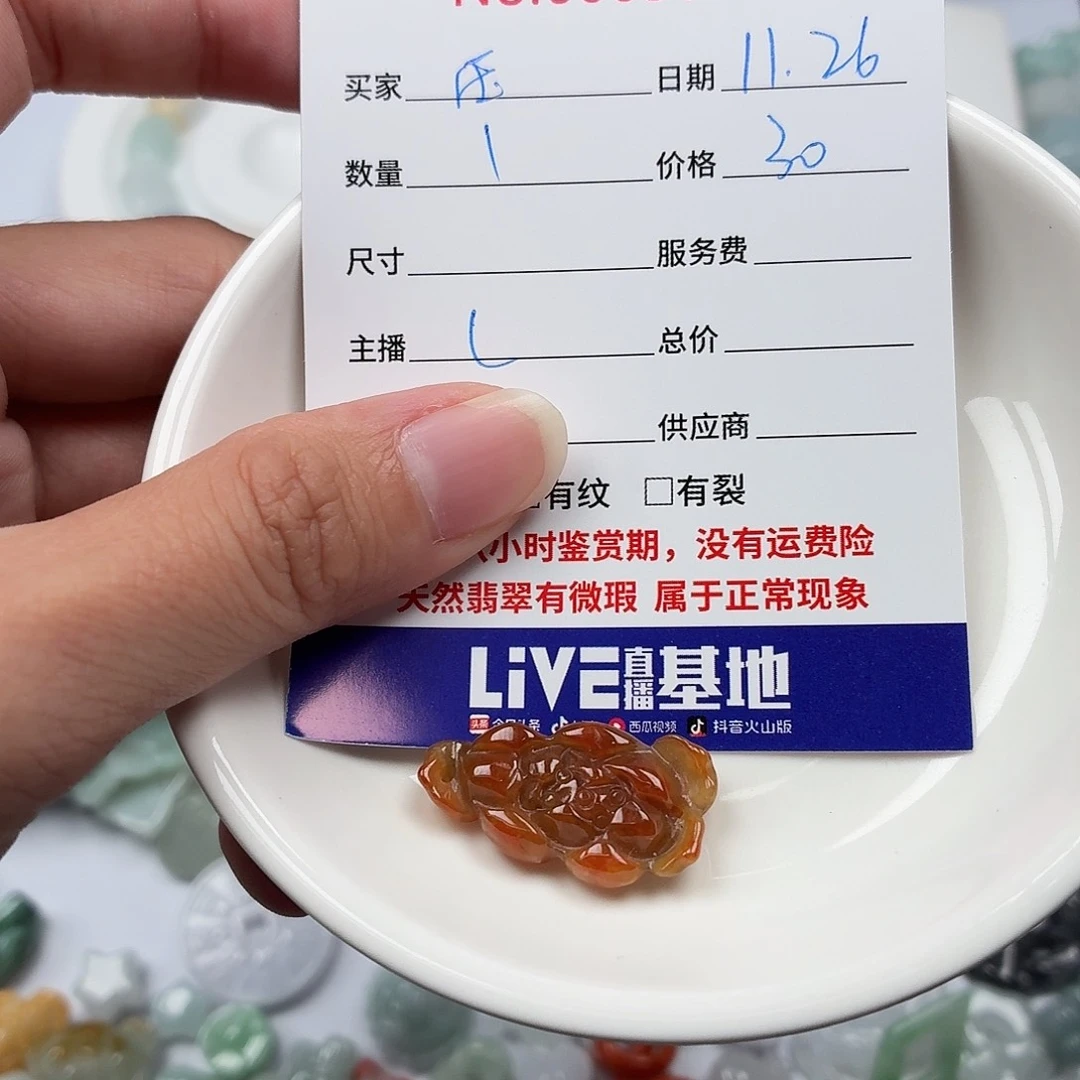 买家 乐 日期 11.26
数量 1 价格 30
尺寸 服务费
主播 L 总价
供应商
有纹 □有裂
小时鉴赏期，没有运费险
天然翡翠有微瑕 属于正常现象
LiVE直播基地
头条 西瓜视频 抖音火山版